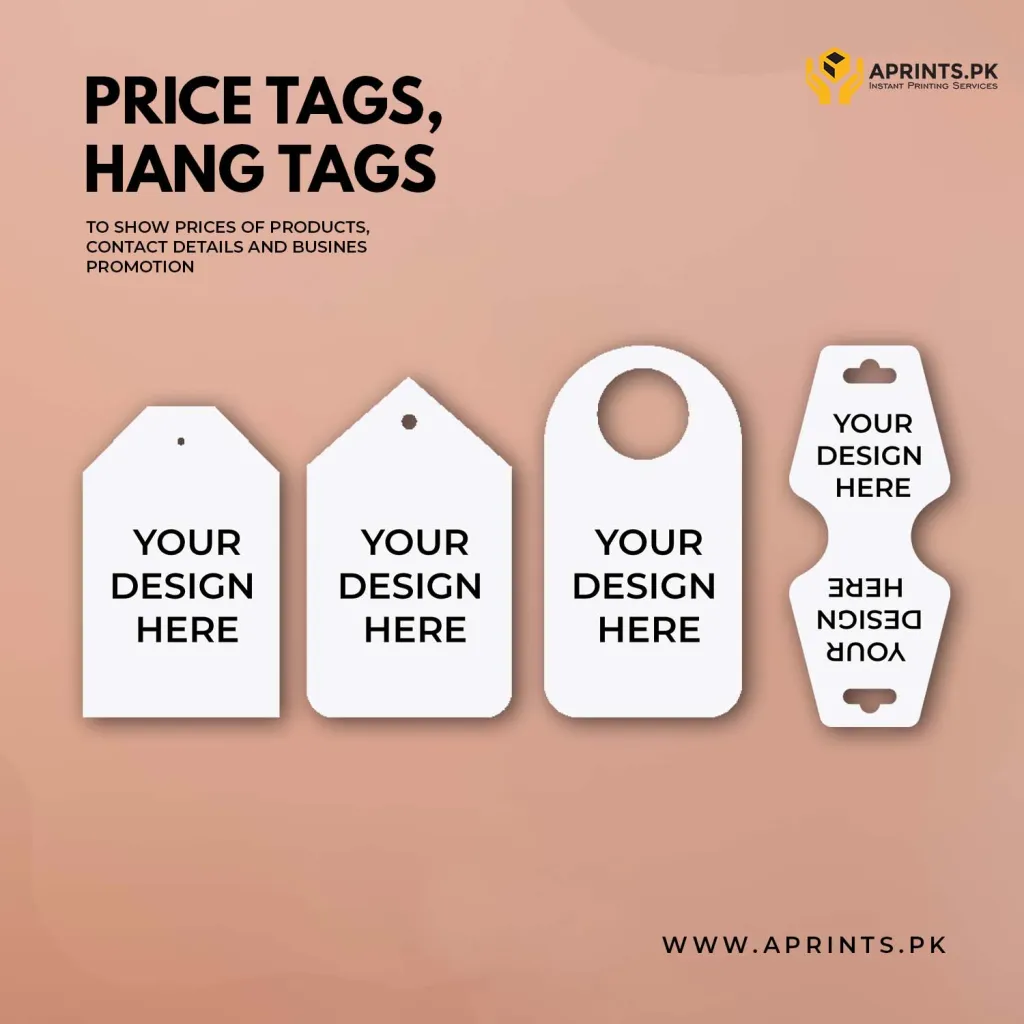 PRICE TAGS,
HANG TAGS
APRINTS.PK
INSTANT PRINTING SERVICES
TO SHOW PRICES OF PRODUCTS,
CONTACT DETAILS AND BUSINES
PROMOTION
YOUR
DESIGN
HERE
YOUR
DESIGN
HERE
YOUR
DESIGN
HERE
YOUR
DESIGN
HERE
YOUR
DESIGN
HERE
WWW.APRINTS.PK